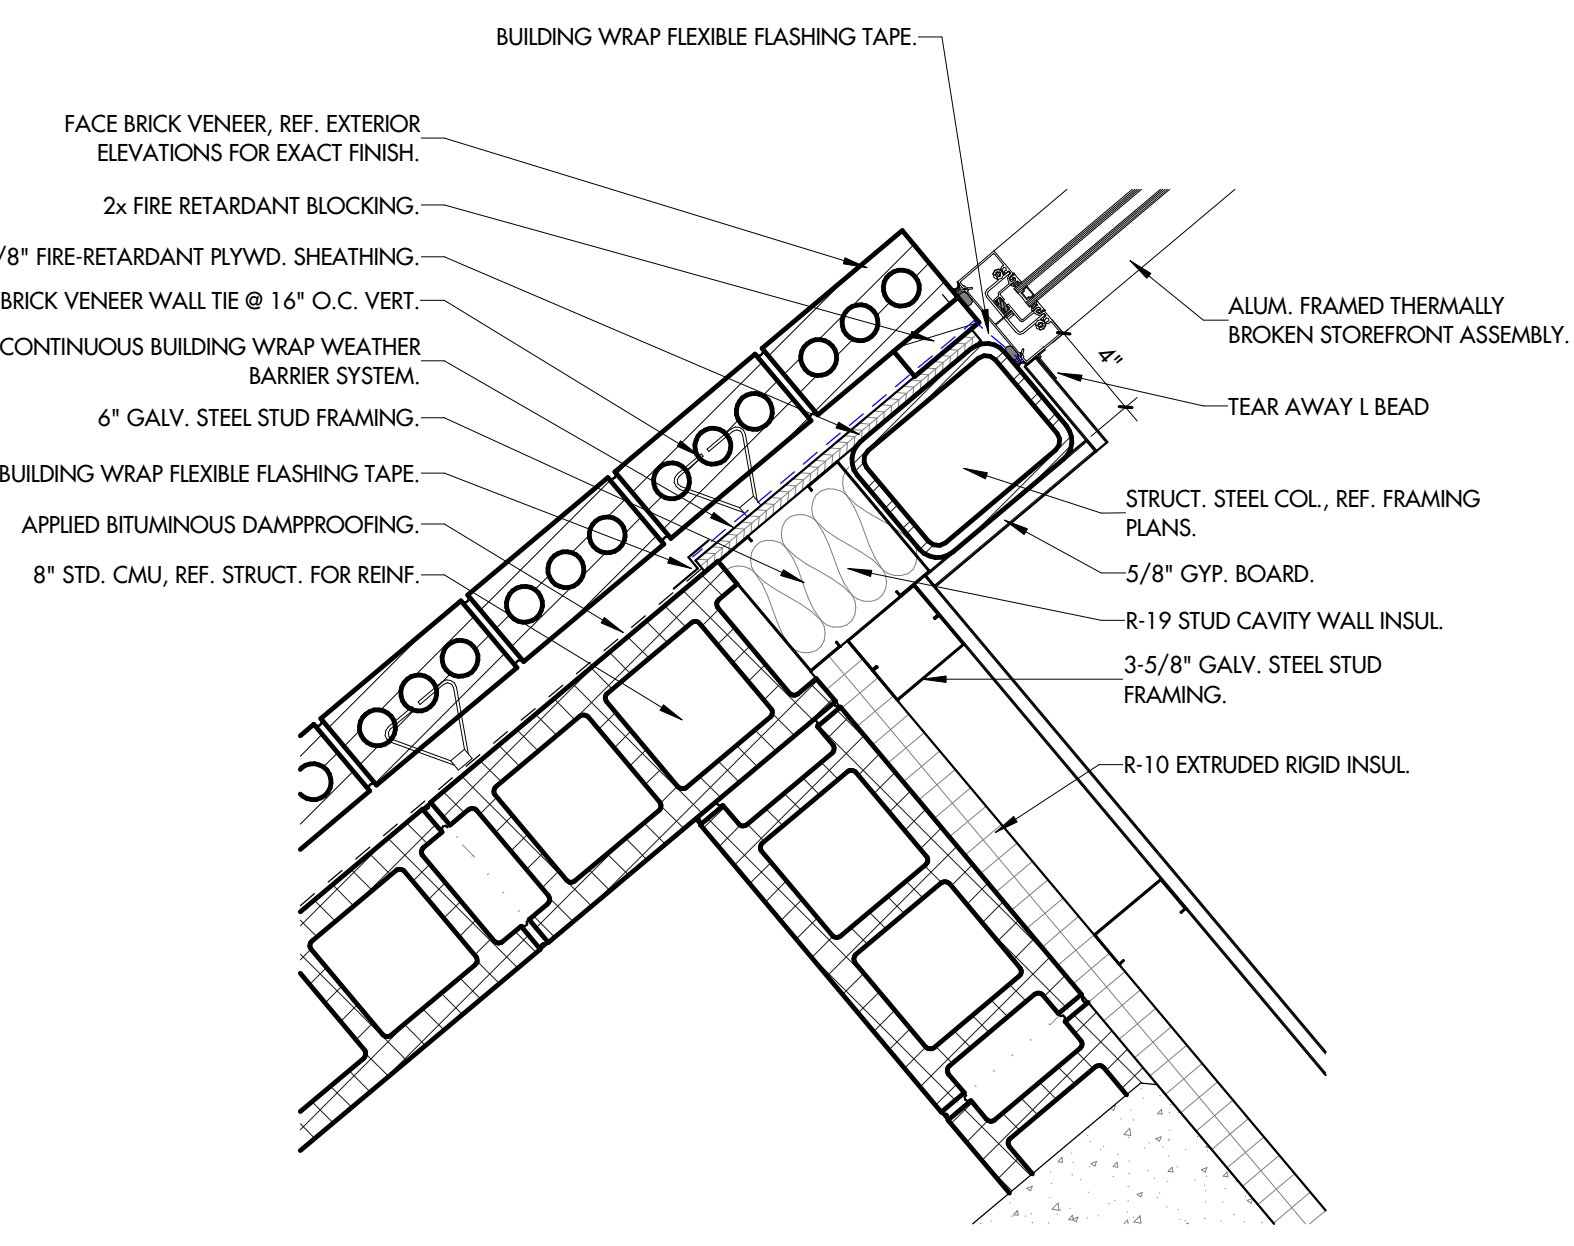 BUILDING WRAP FLEXIBLE FLASHING TAPE.
FACE BRICK VENEER, REF. EXTERIOR
ELEVATIONS FOR EXACT FINISH.
2x FIRE RETARDANT BLOCKING.
/8" FIRE-RETARDANT PLYWD. SHEATHING.
BRICK VENEER WALL TIE @ 16" O.C. VERT.
CONTINUOUS BUILDING WRAP WEATHER
BARRIER SYSTEM.
6" GALV. STEEL STUD FRAMING.
BUILDING WRAP FLEXIBLE FLASHING TAPE.
APPLIED BITUMINOUS DAMPPROOFING.
8" STD. CMU, REF. STRUCT. FOR REINF.
ALUM. FRAMED THERMALLY
BROKEN STOREFRONT ASSEMBLY.
4"
TEAR AWAY L BEAD
STRUCT. STEEL COL., REF. FRAMING
PLANS.
5/8" GYP. BOARD.
R-19 STUD CAVITY WALL INSUL.
3-5/8" GALV. STEEL STUD
FRAMING.
R-10 EXTRUDED RIGID INSUL.